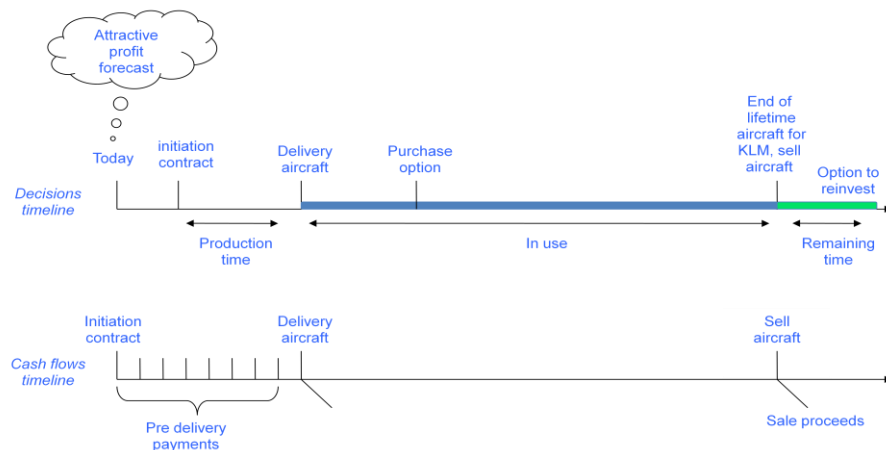 Attractive
profit
forecast
Today
initiation
contract
Delivery
aircraft
Purchase
option
End of
lifetime
aircraft for
KLM, sell
aircraft
Option to
reinvest
Decisions
timeline
Production
time
In use
Remaining
time
Initiation
contract
Delivery
aircraft
Sell
aircraft
Cash flows
timeline
Pre delivery
payments
Sale proceeds